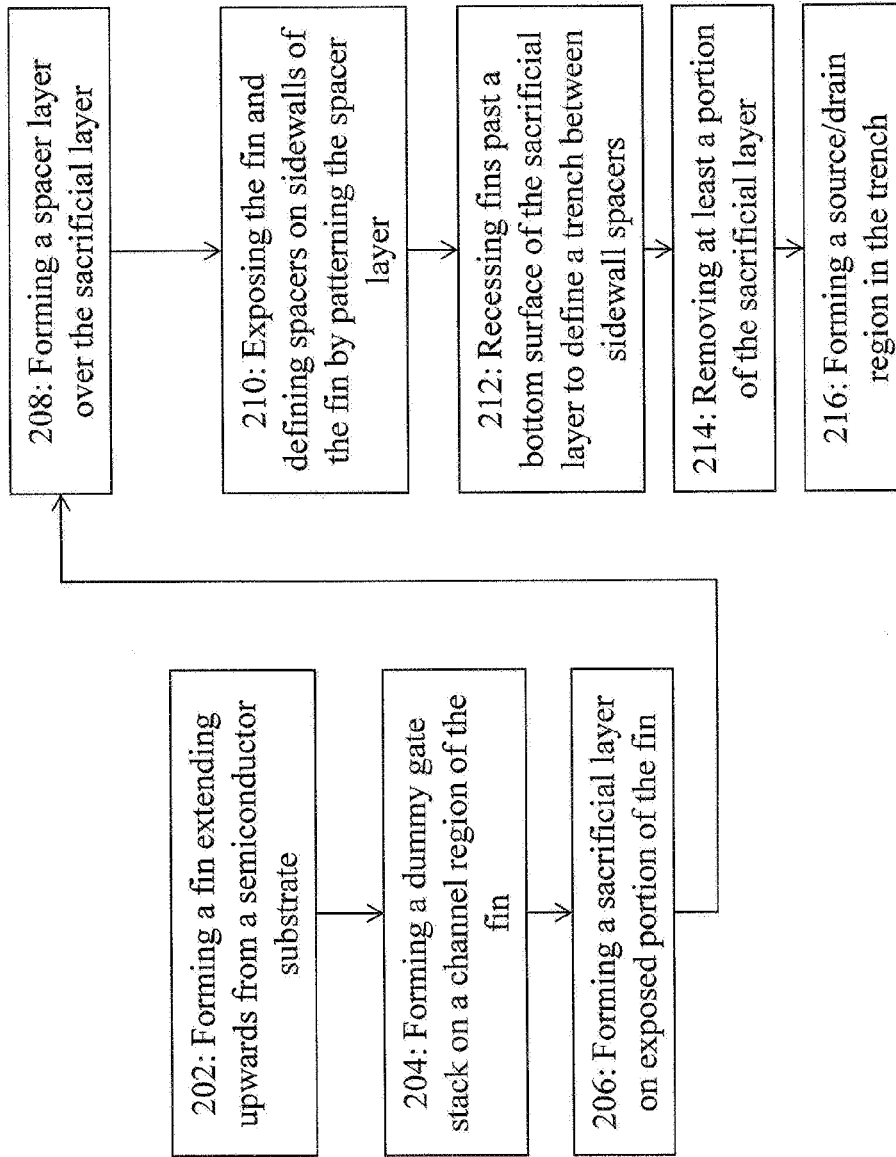 202: Forming a fin extending
upwards from a semiconductor
substrate
204: Forming a dummy gate
stack on a channel region of the
fin
206: Forming a sacrificial layer
on exposed portion of the fin
208: Forming a spacer layer
over the sacrificial layer
210: Exposing the fin and
defining spacers on sidewalls of
the fin by patterning the spacer
layer
212: Recessing fins past a
bottom surface of the sacrificial
layer to define a trench between
sidewall spacers
214: Removing at least a portion
of the sacrificial layer
216: Forming a source/drain
region in the trench